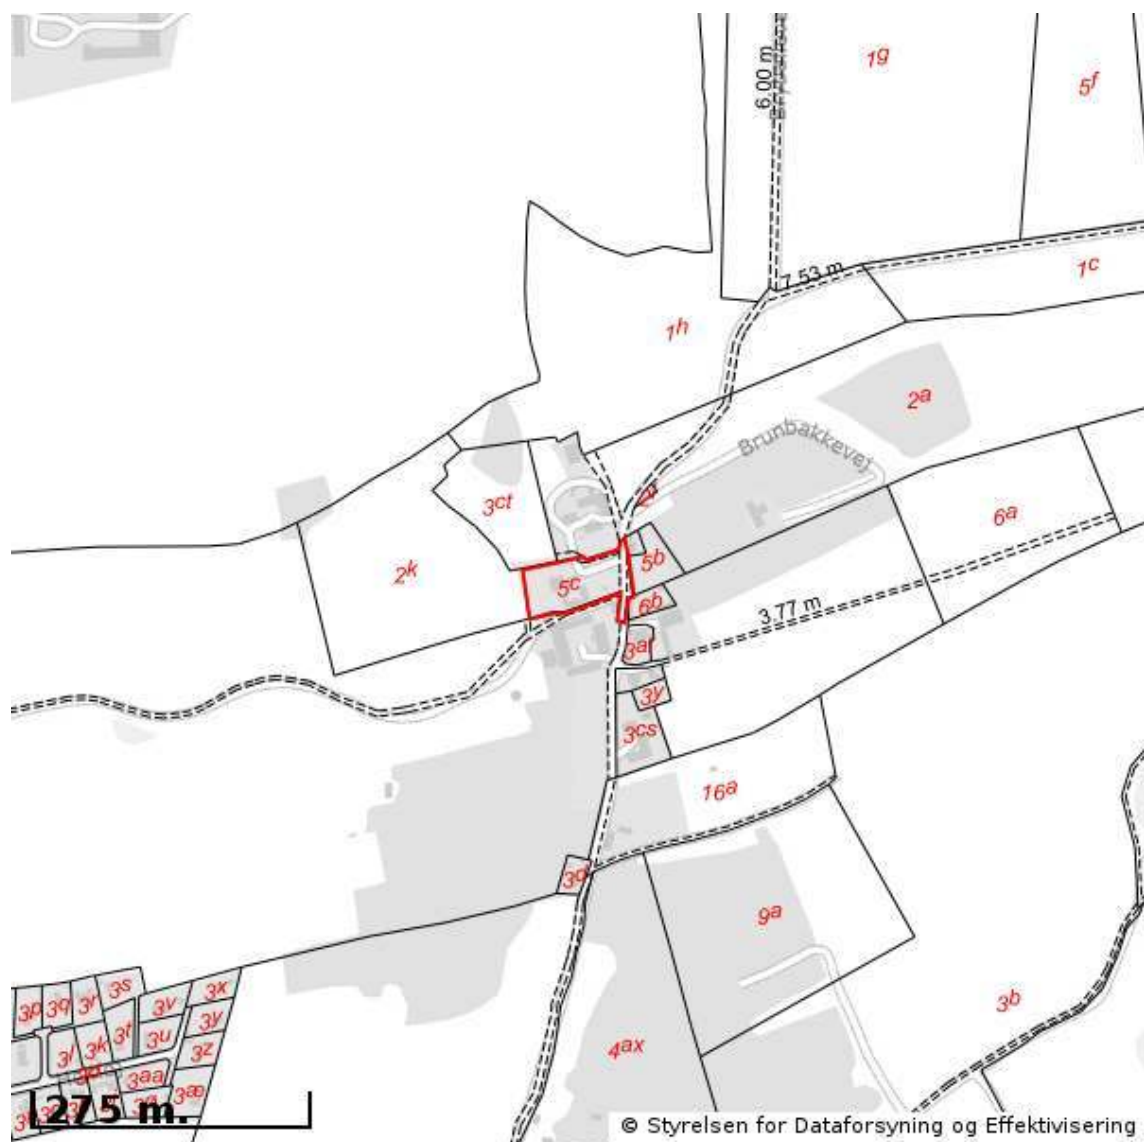 1g
5f
6.00 m
7.53 m
1c
1h
2a
Brunbakkevej
3ct
6a
2k
5b
5c
6b
3.77 m
3y
3cs
16a
9a
3b
4ax
3s
3x
3p
3q
3r
3v
3y
3t
3u
3l
3k
3z
3aa
3æ
275 m.
© Styrelsen for Dataforsyning og Effektivisering